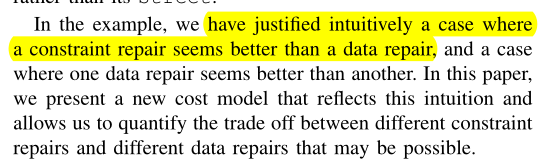 In the example, we have justified intuitively a case where
a constraint repair seems better than a data repair, and a case
where one data repair seems better than another. In this paper,
we present a new cost model that reflects this intuition and
allows us to quantify the trade off between different constraint
repairs and different data repairs that may be possible.